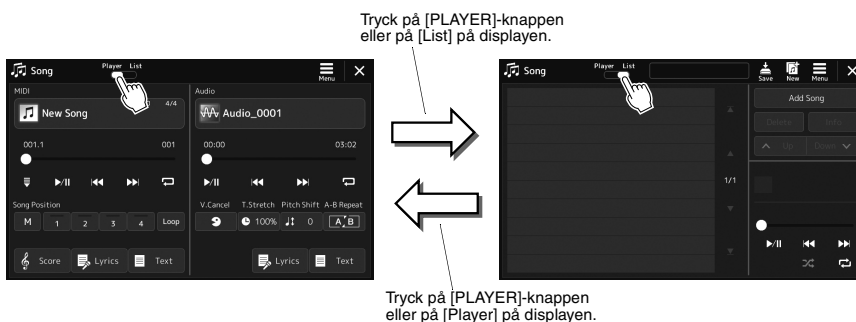 Tryck på [PLAYER]-knappen
eller på [List] på displayen.
Song
Player List
Menu
MIDI
New Song
4/4
001.1
001
Song Position
M 1 2 3 4 Loop
Score Lyrics Text
Audio
Audio_0001
00:00
03:02
V.Cancel T.Stretch Pitch Shift A-B Repeat
100% 0 A B
Lyrics Text
Song
Player List
Save New Menu
Add Song
Delete Info
Up Down
1/1
Tryck på [PLAYER]-knappen
eller på [Player] på displayen.